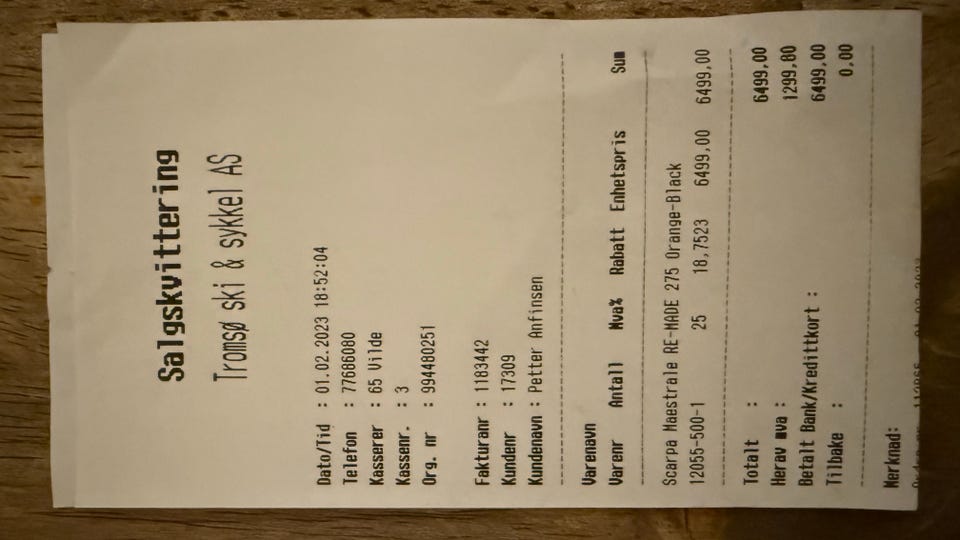 Salgskvittering
Tromsø ski & sykkel AS
Dato/Tid : 01.02.2023 18:52:04
Telefon : 77686080
Kasserer : 65 Vilde
Kassenr. : 3
Org. nr : 994480251
Fakturanr : 1183442
Kundenr : 17309
Kundenavn : Petter Anfinsen
Varenavn
Varenr Antall Mva% Rabatt Enhetspris Sum
Scarpa Maestrale RE-MADE 275 Orange-Black
12055-500-1 25 18,7523 6499,00 6499,00
Totalt : 6499,00
Herav mva : 1299,80
Betalt Bank/Kredittkort : 6499,00
Tilbake : 0,00
Merknad: